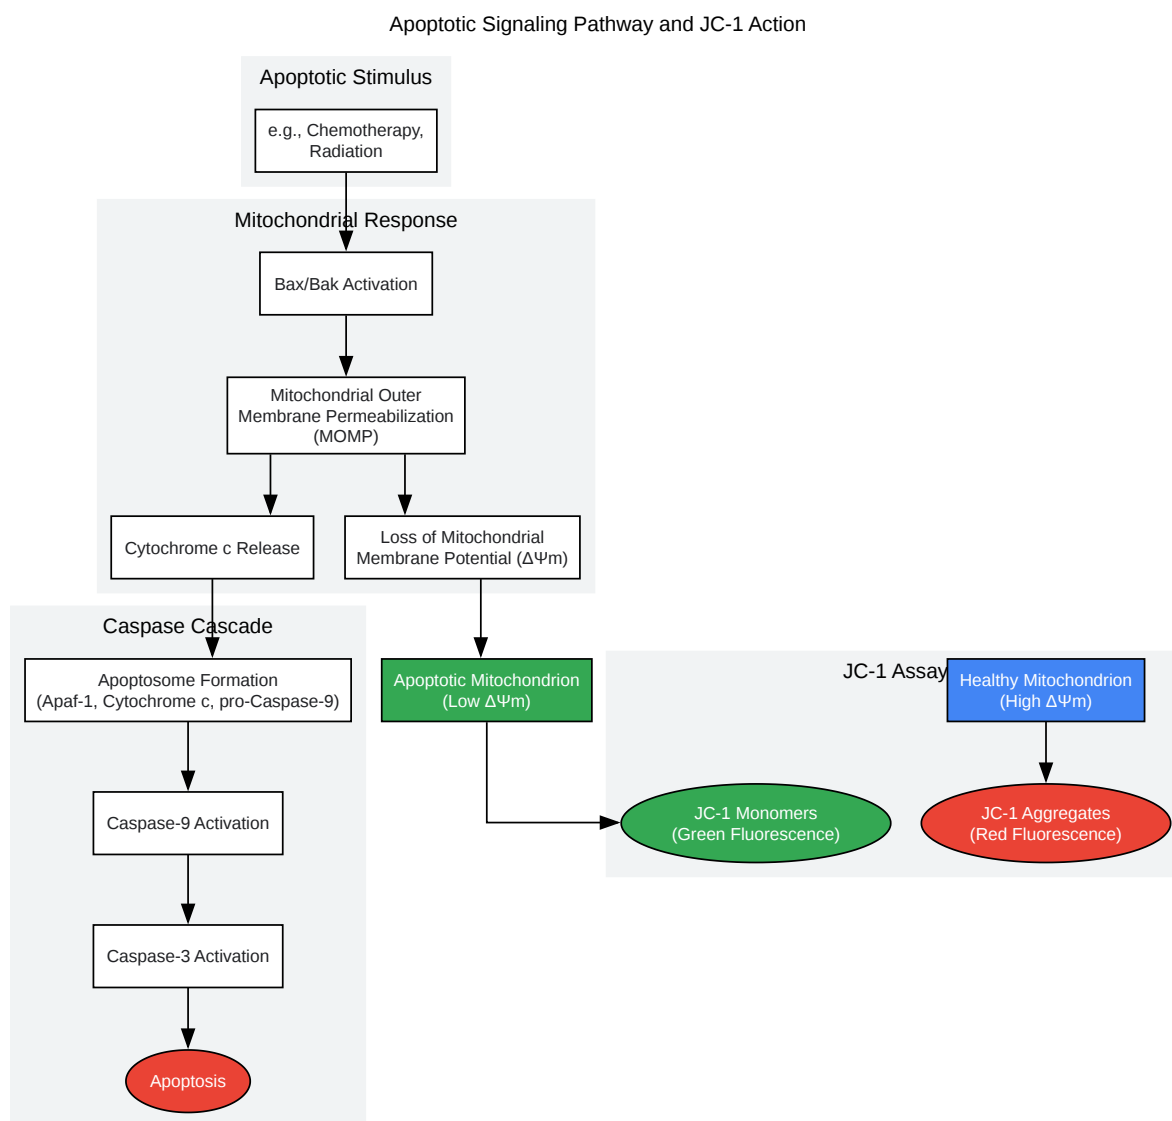 Apoptotic Signaling Pathway and JC-1 Action
Apoptotic Stimulus
e.g., Chemotherapy,
Radiation
Mitochondrial Response
Bax/Bak Activation
Mitochondrial Outer
Membrane Permeabilization
(MOMP)
Cytochrome c Release
Loss of Mitochondrial
Membrane Potential (ΔΨm)
Caspase Cascade
Apoptosome Formation
(Apaf-1, Cytochrome c, pro-Caspase-9)
Caspase-9 Activation
Caspase-3 Activation
Apoptosis
Apoptotic Mitochondrion
(Low ΔΨm)
JC-1 Assay
Healthy Mitochondrion
(High ΔΨm)
JC-1 Monomers
(Green Fluorescence)
JC-1 Aggregates
(Red Fluorescence)